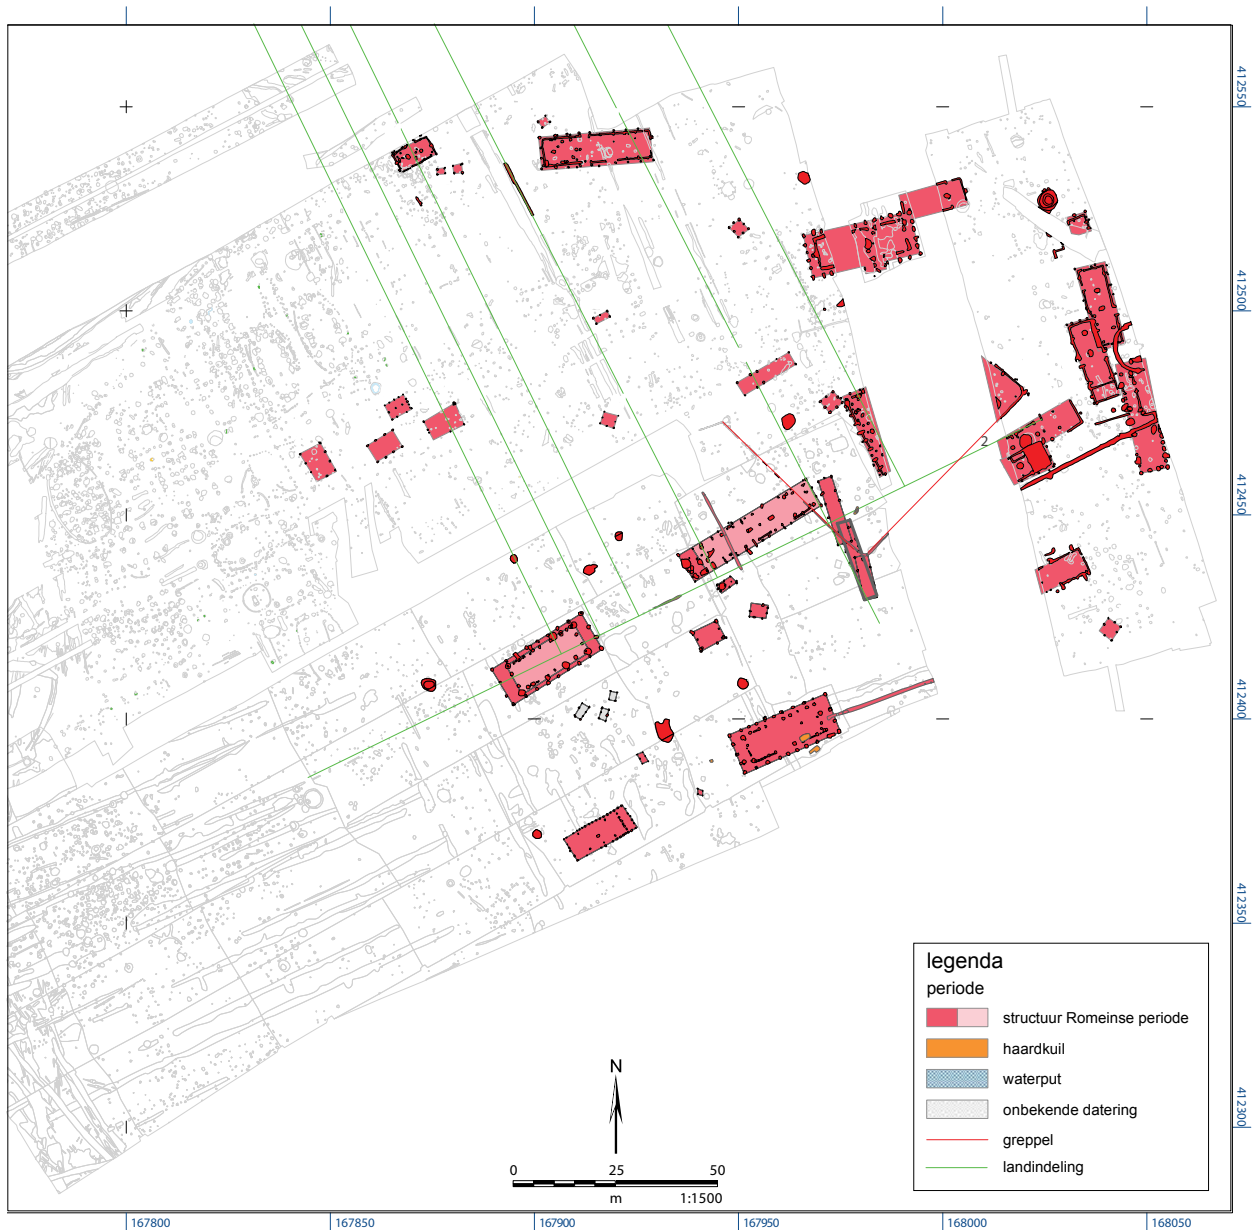 412550
412500
2
412450
412400
412350
legenda
periode
structuur Romeinse periode
haardkuil
waterput
onbekende datering
greppel
landindeling
412300
N
0 25 50
m 1:1500
167800 167850 167900 167950 168000 168050